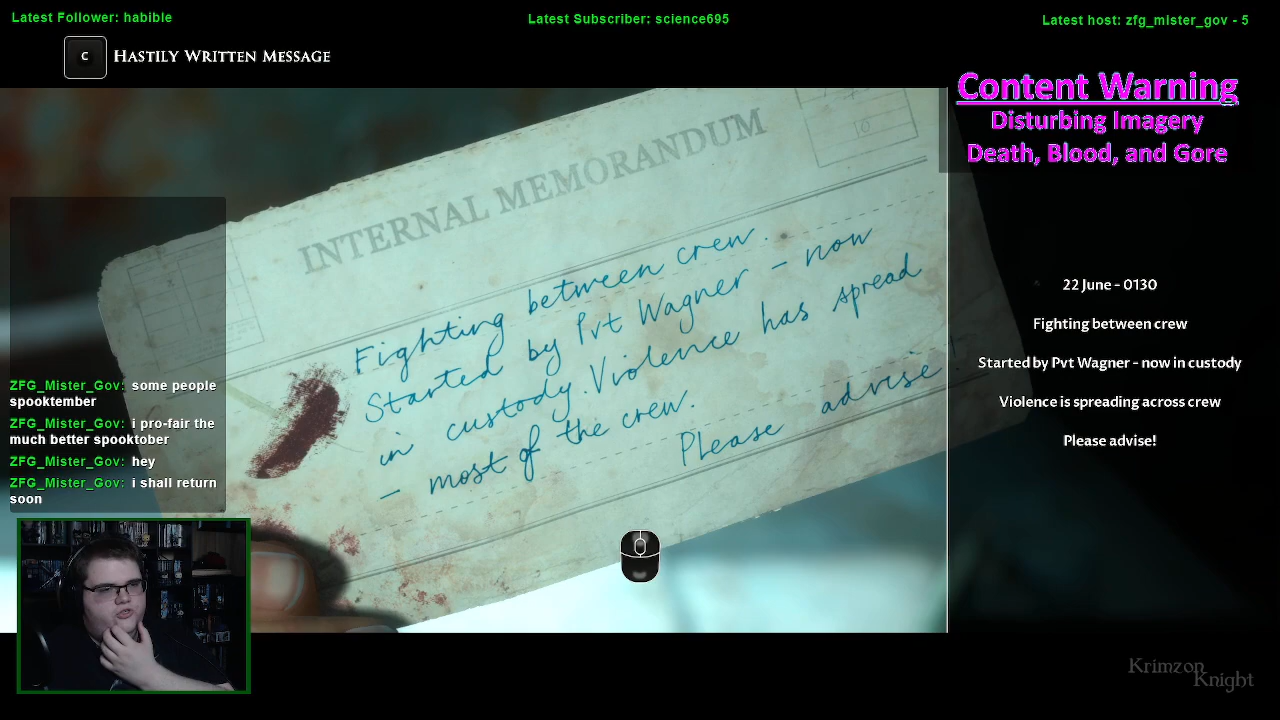 Latest Follower: habible
Latest Subscriber: science695
Latest host: zfg_mister_gov - 5
C
Hastily Written Message
Content Warning
Disturbing Imagery
Death, Blood, and Gore
INTERNAL MEMORANDUM
Fighting between crew.
Started by Pvt Wagner - now
in custody. Violence has spread
- most of the crew.
Please advise!
22 June - 0130
Fighting between crew
Started by Pvt Wagner - now in custody
Violence is spreading across crew
Please advise!
ZFG_Mister_Gov: some people
spooktember
ZFG_Mister_Gov: i pro-fair the
much better spooktober
ZFG_Mister_Gov: hey
ZFG_Mister_Gov: i shall return
soon
Krimzon
Knight